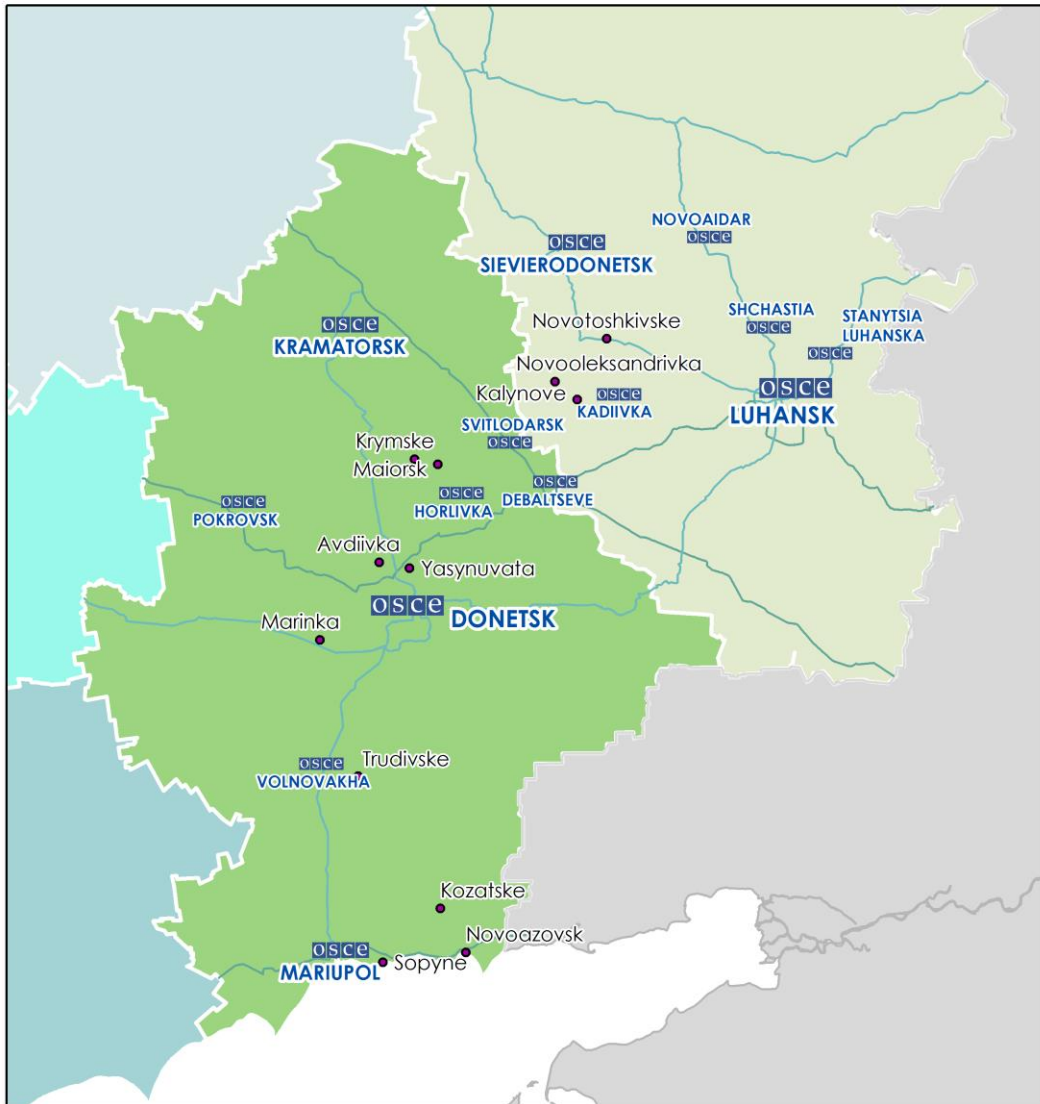 NOVOAIDAR
osce
osce
SIEVIERODONETSK
osce
KRAMATORSK
SHCHASTIA
osce
STANYTSIA
LUHANSKA
osce
Novotoshkivske
Novooleksandrivka
Kalynove
osce
KADIIVKA
osce
LUHANSK
SVITLODARSK
osce
Krymske
Maiorsk
osce
HORLIVKA
osce
DEBALTSEVE
osce
POKROVSK
Avdiivka
Yasynuvata
osce
DONETSK
Marinka
osce
VOLNOVAKHA
Trudivske
Kozatske
Novoazovsk
osce
MARIUPOL
Sopyne